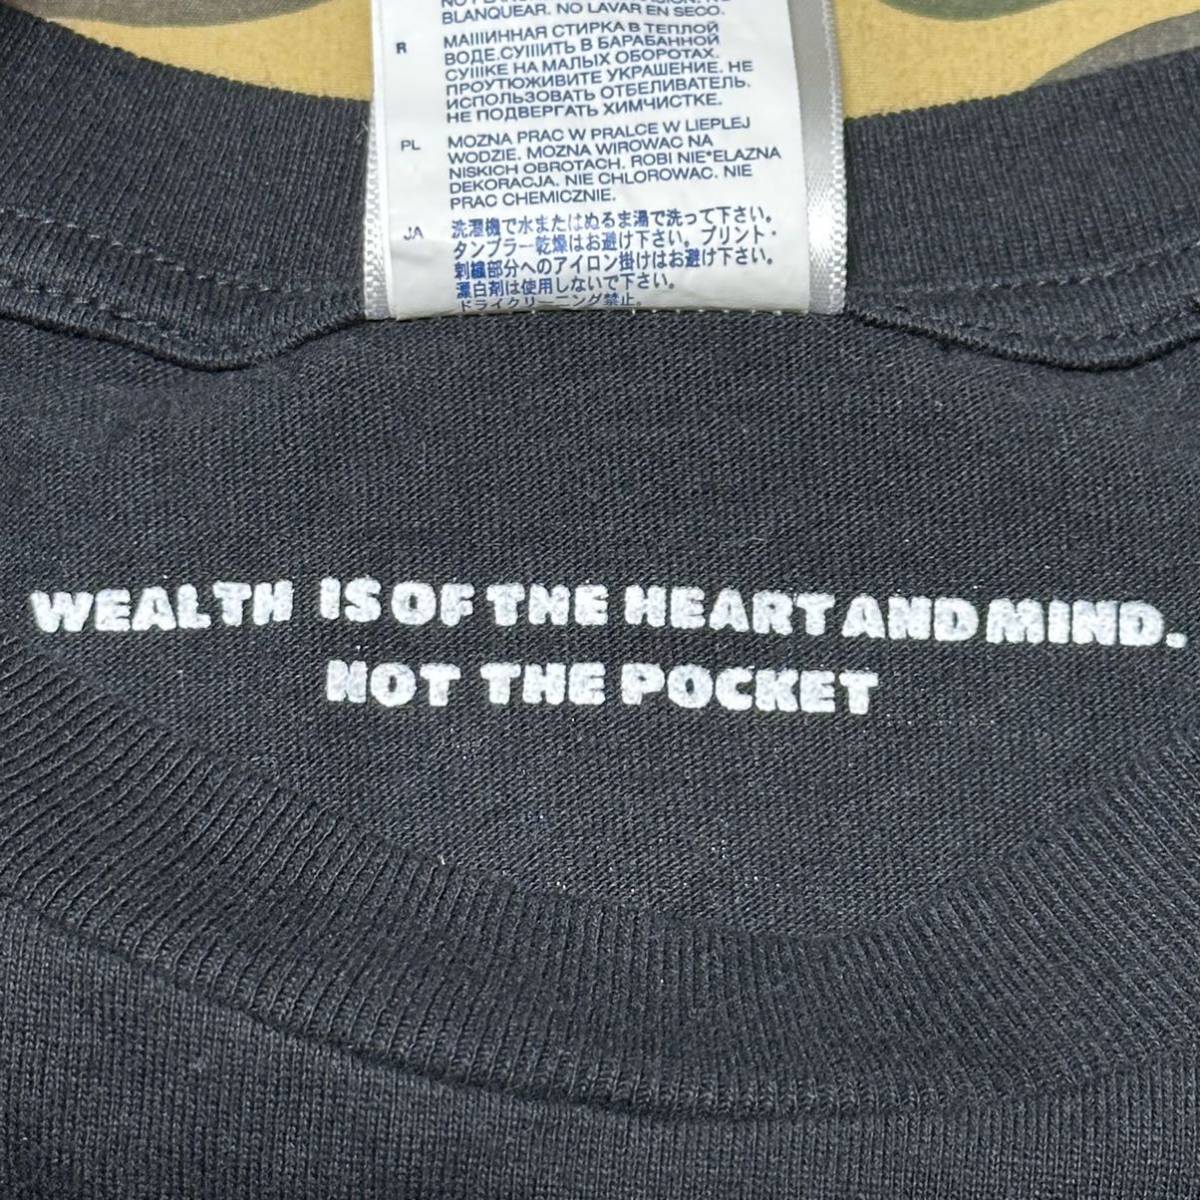 BLANQUEAR. NO LAVAR EN SECO.
R МАШИННАЯ СТИРКА В ТЕПЛОЙ
ВОДЕ.СУШИТЬ В БАРАБАННОЙ
СУШКЕ НА МАЛЫХ ОБОРОТАХ.
ПРОУТЮЖИВИТЕ УКРАШЕНИЕ. НЕ
ИСПОЛЬЗОВАТЬ ОТБЕЛИВАТЕЛЬ.
НЕ ПОДВЕРГАТЬ ХИМЧИСТКЕ.
PL MOZNA PRAC W PRALCE W LIEPLEJ
WODZIE. MOZNA WIROWAC NA
NISKICH OBROTACH. ROBI NIE*ELAZNA
DEKORACJA. NIE CHLOROWAC. NIE
PRAC CHEMICZNIE.
JA 洗濯機で水またはぬるま湯で洗って下さい。
タンブラー乾燥はお避け下さい。プリント・
刺繍部分へのアイロン掛けはお避け下さい。
漂白剤は使用しないで下さい。
ドライクリーニング禁止。
WEALTH IS OF THE HEART AND MIND.
NOT THE POCKET